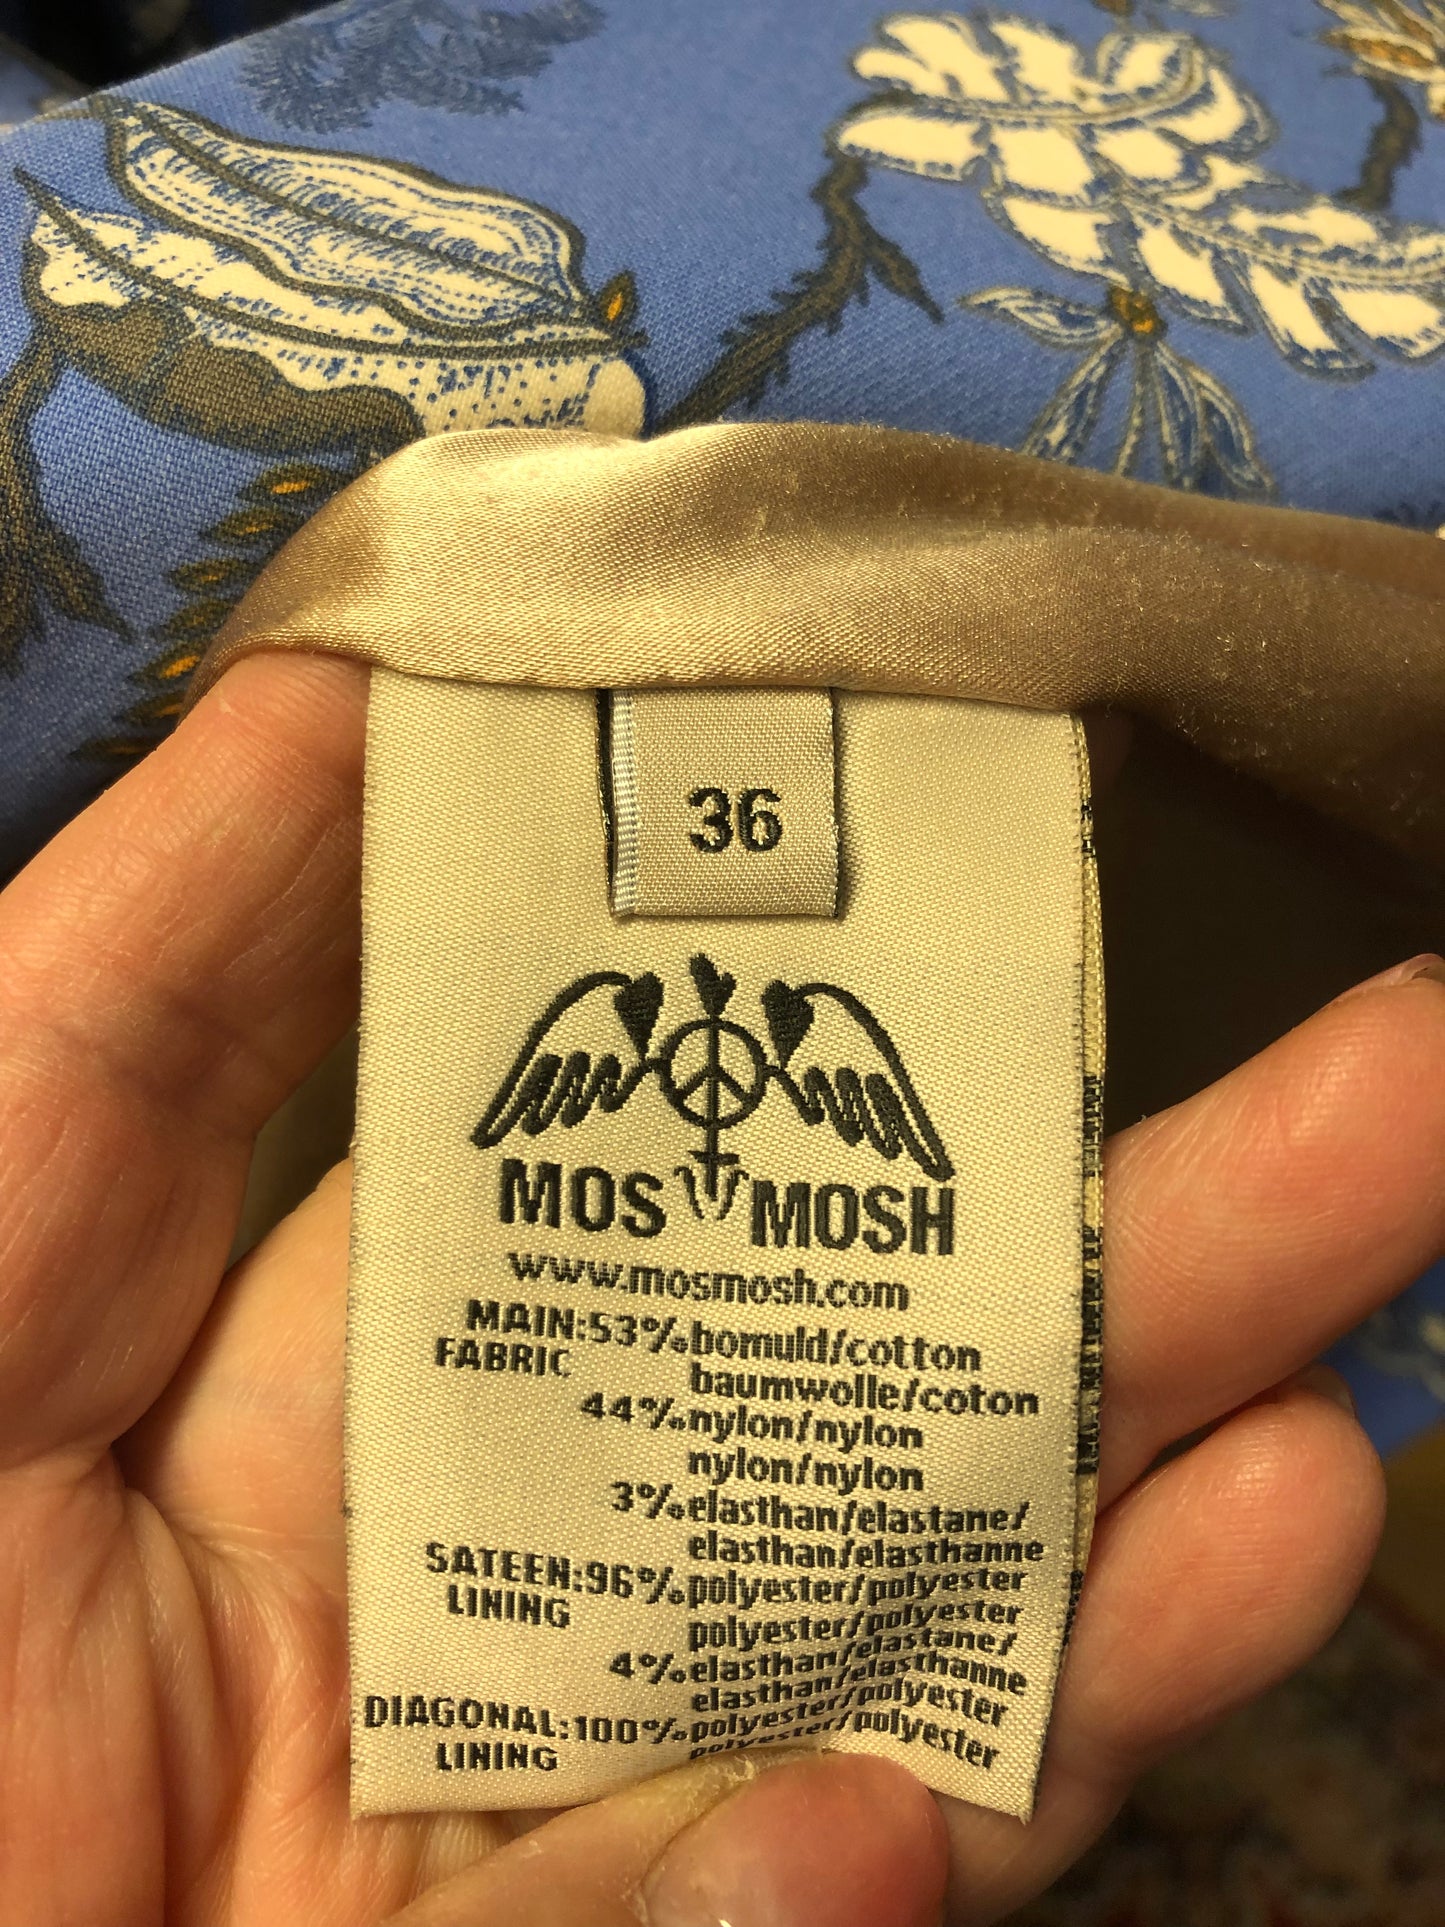 36
MOS MOSH
www.mosmosh.com
MAIN:53% bomuld/cotton
FABRIC baumwolle/coton
44% nylon/nylon
nylon/nylon
3% elasthan/elastane/
elasthan/elasthanne
SATEEN:96% polyester/polyester
LINING polyester/polyester
4% elasthan/elastane/
elasthan/elasthanne
DIAGONAL:100% polyester/polyester
LINING polyester/polyester